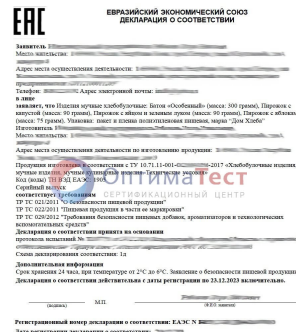 ЕАС
ЕВРАЗИЙСКИЙ ЭКОНОМИЧЕСКИЙ СОЮЗ
ДЕКЛАРАЦИЯ О СООТВЕТСТВИИ
Заявитель
Место жительства:
Адрес места осуществления деятельности:
Телефон: Адрес электронной почты:
в лице
заявляет, что Изделия мучные хлебобулочные: Батон «Особенный» (масса: 300 грамм), Пирожок с
капустой (масса: 90 грамм), Пирожок с яйцом и зеленым луком (масса: 90 грамм), Пирожок с яблоком
(масса: 75 грамм). Упаковка: пакет и пленка полиэтиленовая пищевая, марка "Дом Хлеба"
Изготовитель
Место жительства:
Адрес места осуществления деятельности по изготовлению продукции:
Продукция изготовлена в соответствии с ТУ 10.71.11-001- -2017 «Хлебобулочные изделия,
мучные изделия, изделия. Технические условия»
Код (коды) ТН ВЭД ЕАЭС: 1905
Серийный выпуск
соответствует требованиям
ТР ТС 021/2011 "О безопасности пищевой продукции"
ТР ТС 022/2011 "Пищевая продукция в части ее маркировки"
ТР ТС 029/2012 "Требования безопасности пищевых добавок, ароматизаторов и технологических
вспомогательных средств"
Декларация о соответствии принята на основании
протокола испытаний №
Схема декларирования соответствия: 1д
Дополнительная информация
Срок хранения 24 часа, при температуре от 2°С до 6°С. Заявление о безопасности пищевой продукции
Декларация о соответствии действительна с даты регистрации по 23.12.2023 включительно.
М.П.
(подпись)
Регистрационный номер декларации о соответствии: ЕАЭС N
Дата регистрации декларации о соответствии:
ОптимаТест
СЕРТИФИКАЦИОННЫЙ ЦЕНТР